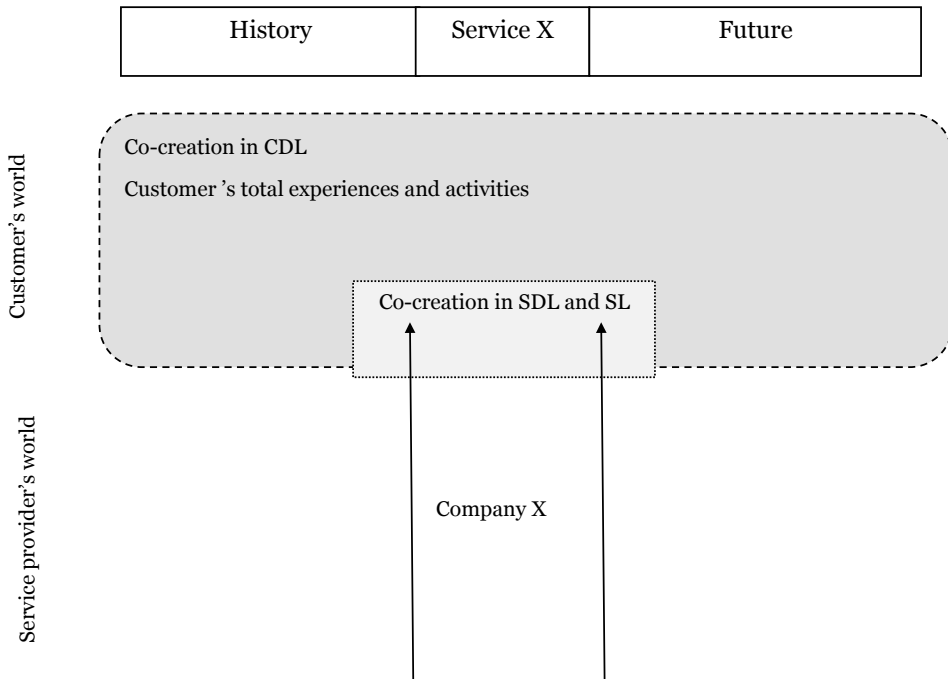 History Service X Future
Customer's world
Co-creation in CDL
Customer 's total experiences and activities
Co-creation in SDL and SL
Service provider's world
Company X